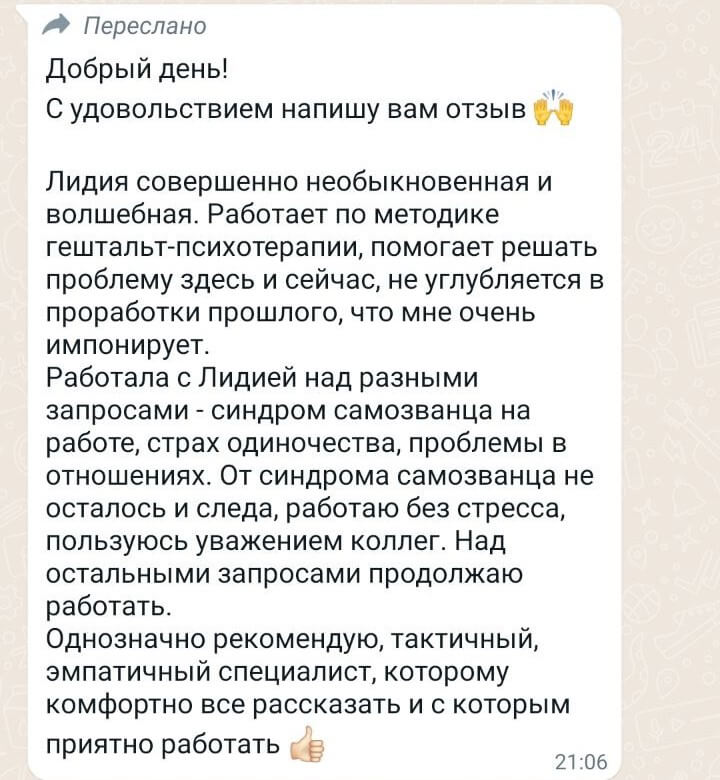 Переслано
Добрый день!
С удовольствием напишу вам отзыв 🙌
Лидия совершенно необыкновенная и
волшебная. Работает по методике
гештальт-психотерапии, помогает решать
проблему здесь и сейчас, не углубляется в
проработки прошлого, что мне очень
импонирует.
Работала с Лидией над разными
запросами - синдром самозванца на
работе, страх одиночества, проблемы в
отношениях. От синдрома самозванца не
осталось и следа, работаю без стресса,
пользуюсь уважением коллег. Над
остальными запросами продолжаю
работать.
Однозначно рекомендую, тактичный,
эмпатичный специалист, которому
комфортно все рассказать и с которым
приятно работать 👍🏻
21:06